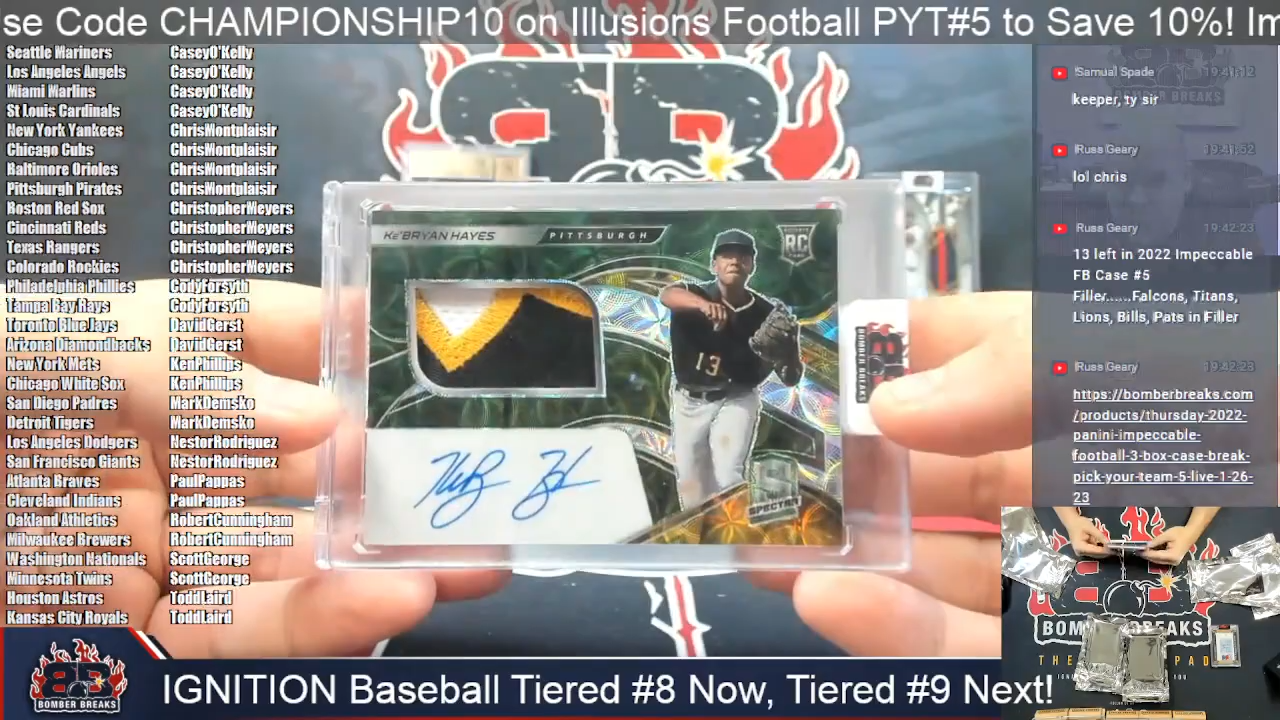 se Code CHAMPIONSHIP10 on Illusions Football PYT#5 to Save 10%! Im
Seattle Mariners CaseyO'Kelly
Los Angeles Angels CaseyO'Kelly
Miami Marlins CaseyO'Kelly
St Louis Cardinals CaseyO'Kelly
New York Yankees ChrisMontplaisir
Chicago Cubs ChrisMontplaisir
Baltimore Orioles ChrisMontplaisir
Pittsburgh Pirates ChrisMontplaisir
Boston Red Sox ChristopherMeyers
Cincinnati Reds ChristopherMeyers
Texas Rangers ChristopherMeyers
Colorado Rockies ChristopherMeyers
Philadelphia Phillies CodyForsyth
Tampa Bay Rays CodyForsyth
Toronto Blue Jays DavidGerst
Arizona Diamondbacks DavidGerst
New York Mets KenPhillips
Chicago White Sox KenPhillips
San Diego Padres MarkDemsko
Detroit Tigers MarkDemsko
Los Angeles Dodgers NestorRodriguez
San Francisco Giants NestorRodriguez
Atlanta Braves PaulPappas
Cleveland Indians PaulPappas
Oakland Athletics RobertCunningham
Milwaukee Brewers RobertCunningham
Washington Nationals ScottGeorge
Minnesota Twins ScottGeorge
Houston Astros ToddLaird
Kansas City Royals ToddLaird
KE'BRYAN HAYES PITTSBURGH
RC
13
SPECTRA
BOMBER BREAKS
Samual Spade 19:41:12
BOMBER BREAKS
keeper, ty sir
Russ Geary 19:41:52
lol chris
Russ Geary 19:42:23
13 left in 2022 Impeccable
FB Case #5
Filler......Falcons, Titans,
Lions, Bills, Pats in Filler
Russ Geary 19:42:23
https://bomberbreaks.com
/products/thursday-2022-
panini-impeccable-
football-3-box-case-break-
pick-your-team-5-live-1-26-
23
BOMBER BREAKS
IGNITION Baseball Tiered #8 Now, Tiered #9 Next!